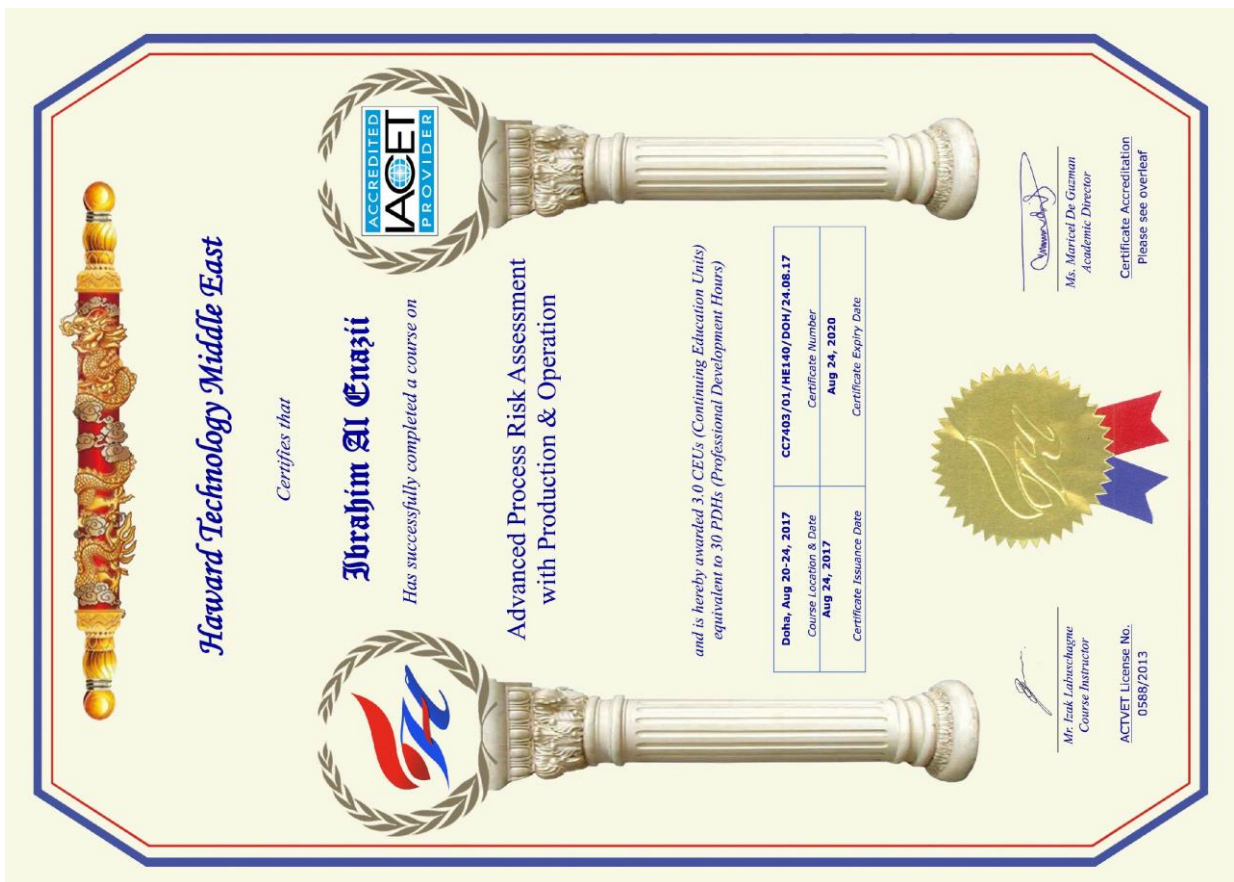 Haward Technology Middle East
Certifies that
ACCREDITED
IACET
PROVIDER
Ibrahim Al Enazii
Has successfully completed a course on
Advanced Process Risk Assessment
with Production & Operation
and is hereby awarded 3.0 CEUs (Continuing Education Units)
equivalent to 30 PDHs (Professional Development Hours)
Doha, Aug 20-24, 2017
Course Location & Date
CC7403/01/HE140/DOH/24.08.17
Certificate Number
Aug 24, 2017
Certificate Issuance Date
Aug 24, 2020
Certificate Expiry Date
Mr. Izak Labuschagne
Course Instructor
Ms. Maricel De Guzman
Academic Director
ACTVET License No.
0588/2013
Certificate Accreditation
Please see overleaf